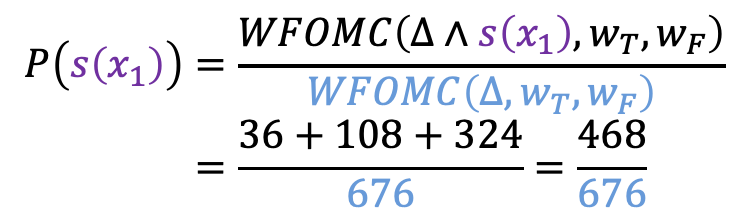 P(s(x₁)) = WFOMC(Δ ∧ s(x₁), w_T, w_F)
WFOMC(Δ, w_T, w_F)
= 36 + 108 + 324 = 468
676 676